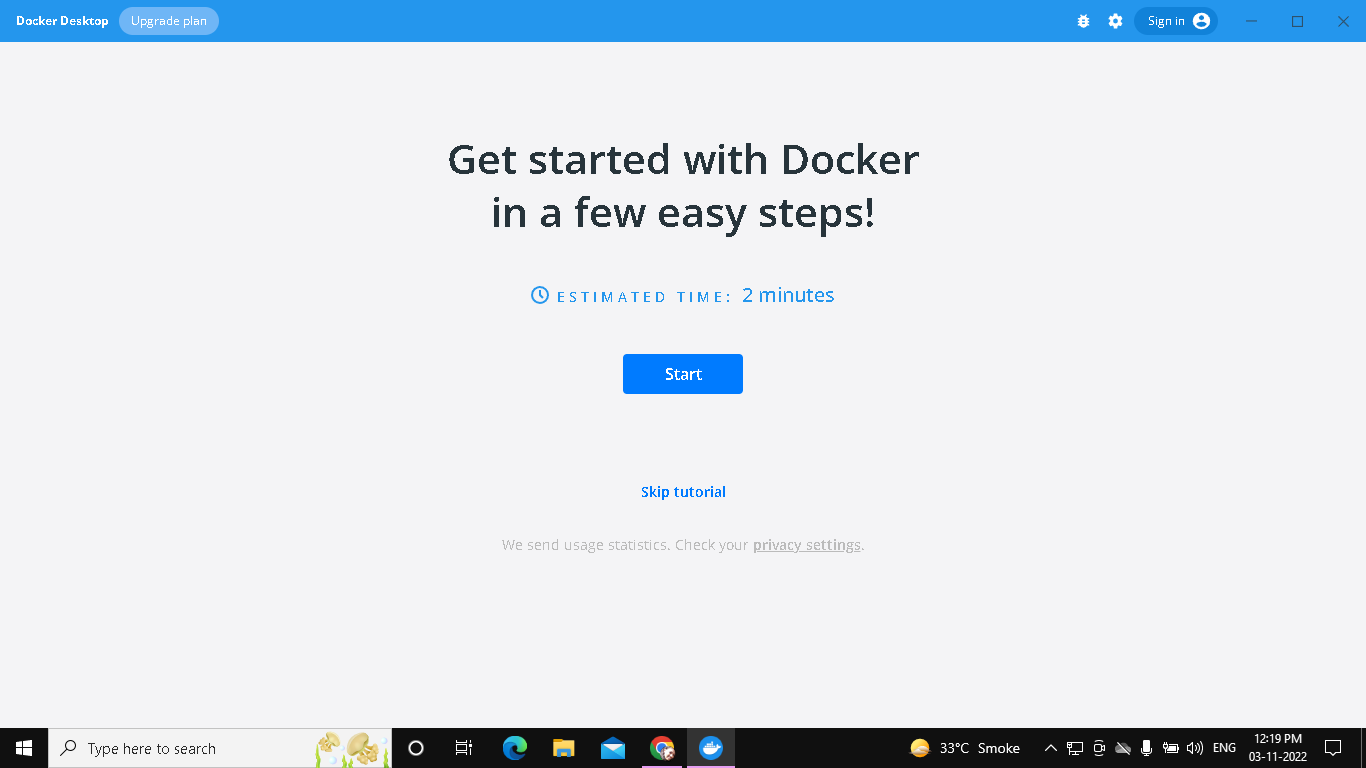 Docker Desktop Upgrade plan Sign in
Get started with Docker
in a few easy steps!
ESTIMATED TIME: 2 minutes
Start
Skip tutorial
We send usage statistics. Check your privacy settings.
Type here to search
33°C Smoke
ENG
12:19 PM
03-11-2022